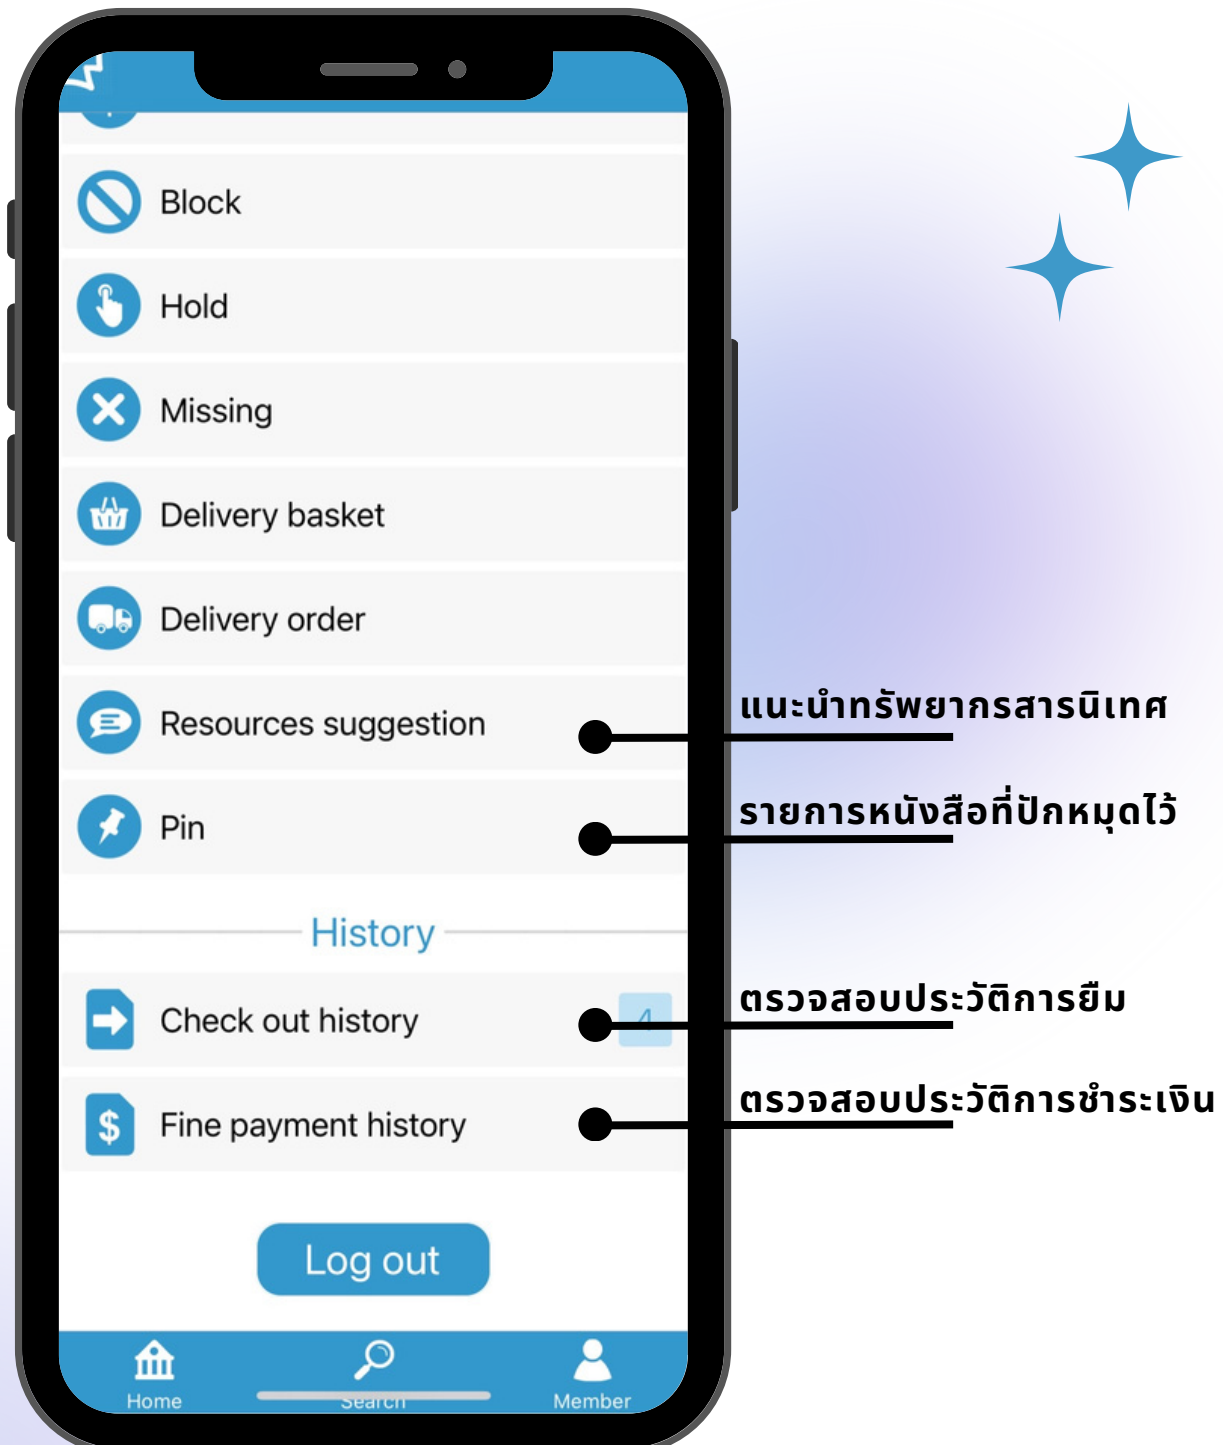 Block
Hold
Missing
Delivery basket
Delivery order
Resources suggestion
แนะนำทรัพยากรสารนิเทศ
Pin
รายการหนังสือที่ปักหมุดไว้
History
Check out history
4
ตรวจสอบประวัติการยืม
Fine payment history
ตรวจสอบประวัติการชำระเงิน
Log out
Home
Search
Member